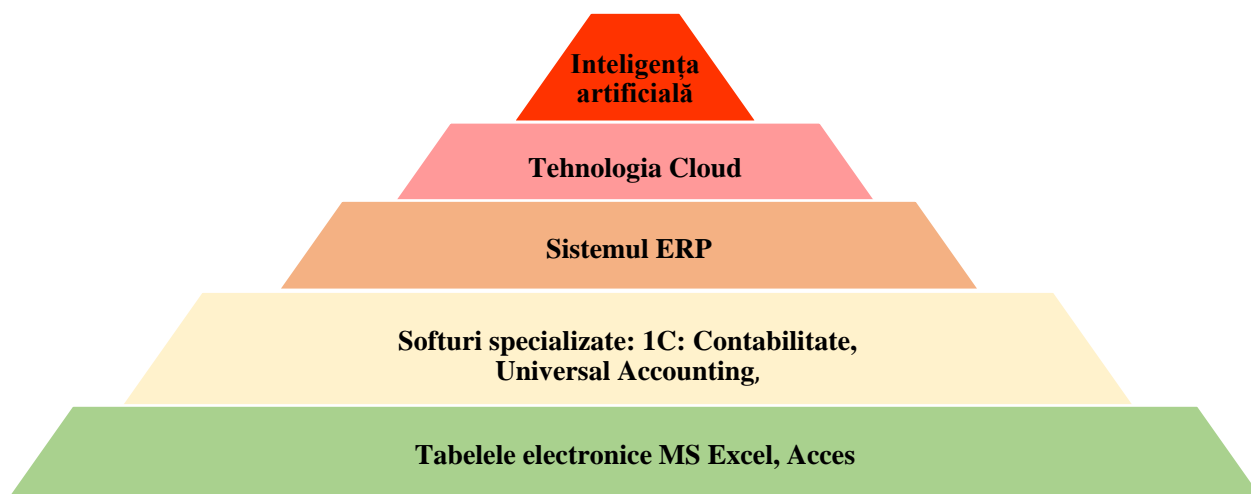 Inteligența
artificială
Tehnologia Cloud
Sistemul ERP
Softuri specializate: 1C: Contabilitate,
Universal Accounting,
Tabelele electronice MS Excel, Acces